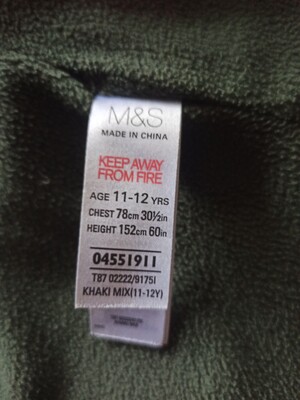 M&S
MADE IN CHINA
KEEP AWAY
FROM FIRE
AGE 11-12 YRS
CHEST 78cm 30½in
HEIGHT 152cm 60in
04551911
T87 02222/9175I
KHAKI MIX(11-12Y)